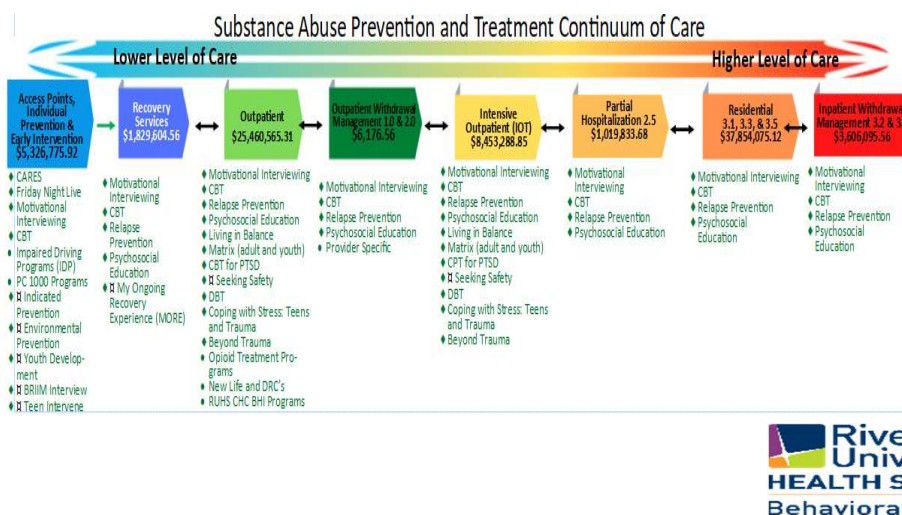 Substance Abuse Prevention and Treatment Continuum of Care
Lower Level of Care
Higher Level of Care
Access Points,
Individual
Prevention &
Early Intervention
$5,326,775.92
Recovery
Services
$1,829,604.56
Outpatient
$25,460,565.31
Outpatient Withdrawal
Management 1.0 & 2.0
$6,176.56
Intensive
Outpatient (IOT)
$8,453,288.85
Partial
Hospitalization 2.5
$1,019,833.68
Residential
3.1, 3.3, & 3.5
$37,854,075.12
Inpatient Withdrawal
Management 3.2 & 3.
$3,606,095.56
♦ CARES
♦ Friday Night Live
♦ Motivational
Interviewing
♦ CBT
• Impaired Driving
Programs (IDP)
• PC 1000 Programs
♦ ¤ Indicated
Prevention
♦ ¤ Environmental
Prevention
♦ ¤ Youth Develop-
ment
♦ ¤ BRIIM Interview
♦ ¤ Teen Intervene
♦ Motivational
Interviewing
♦ CBT
♦ Relapse
Prevention
♦ Psychosocial
Education
♦ ¤ My Ongoing
Recovery
Experience (MORE)
♦ Motivational Interviewing
♦ CBT
♦ Relapse Prevention
♦ Psychosocial Education
♦ Living in Balance
♦ Matrix (adult and youth)
♦ CBT for PTSD
♦ ¤ Seeking Safety
♦ DBT
♦ Coping with Stress: Teens
and Trauma
♦ Beyond Trauma
• Opioid Treatment Pro-
grams
• New Life and DRC's
• RUHS CHC BHI Programs
♦ Motivational Interviewing
♦ CBT
♦ Relapse Prevention
♦ Psychosocial Education
• Provider Specific
♦ Motivational Interviewing
♦ CBT
♦ Relapse Prevention
♦ Psychosocial Education
♦ Living in Balance
♦ Matrix (adult and youth)
♦ CPT for PTSD
♦ ¤ Seeking Safety
♦ DBT
♦ Coping with Stress: Teens
and Trauma
♦ Beyond Trauma
♦ Motivational
Interviewing
♦ CBT
♦ Relapse Prevention
♦ Psychosocial Education
♦ Motivational Interviewing
♦ CBT
♦ Relapse Prevention
♦ Psychosocial
Education
♦ Motivational
Interviewing
♦ CBT
♦ Relapse Prevention
♦ Psychosocial
Education
Rive
Univ
HEALTH S
Behaviora